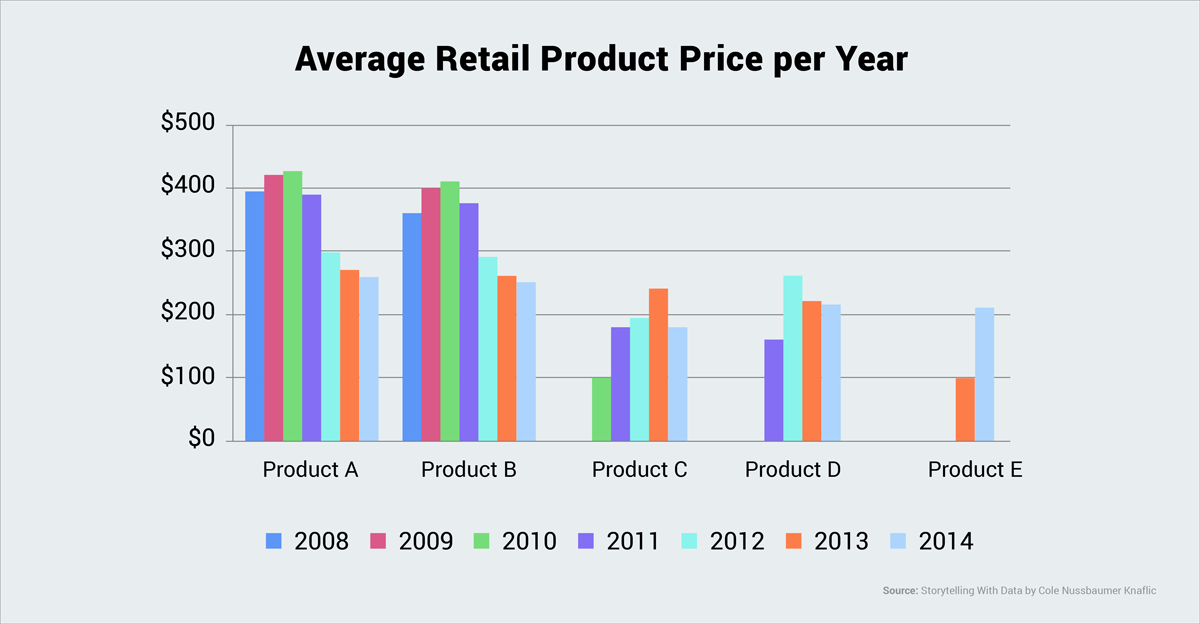 Average Retail Product Price per Year
$500
$400
$300
$200
$100
$0
Product A Product B Product C Product D Product E
2008 2009 2010 2011 2012 2013 2014
Source: Storytelling With Data by Cole Nussbaumer Knaflic